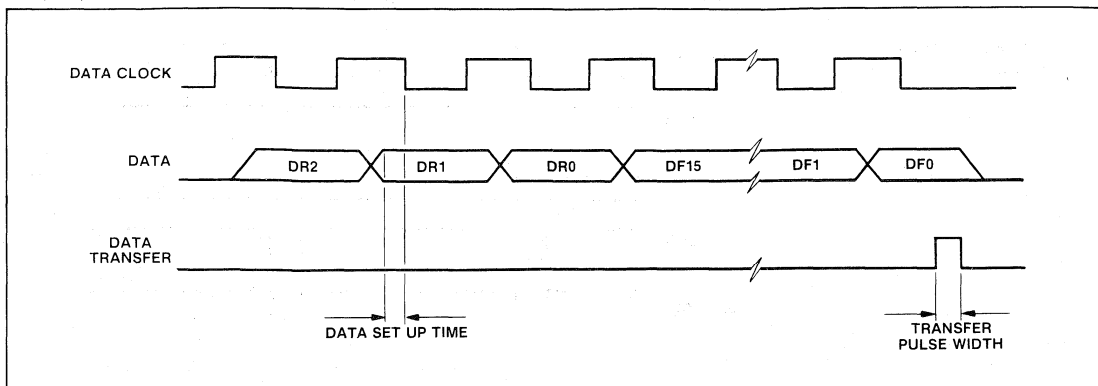 DATA CLOCK
DATA
DR2 DR1 DR0 DF15 DF1 DF0
DATA
TRANSFER
DATA SET UP TIME
TRANSFER
PULSE WIDTH